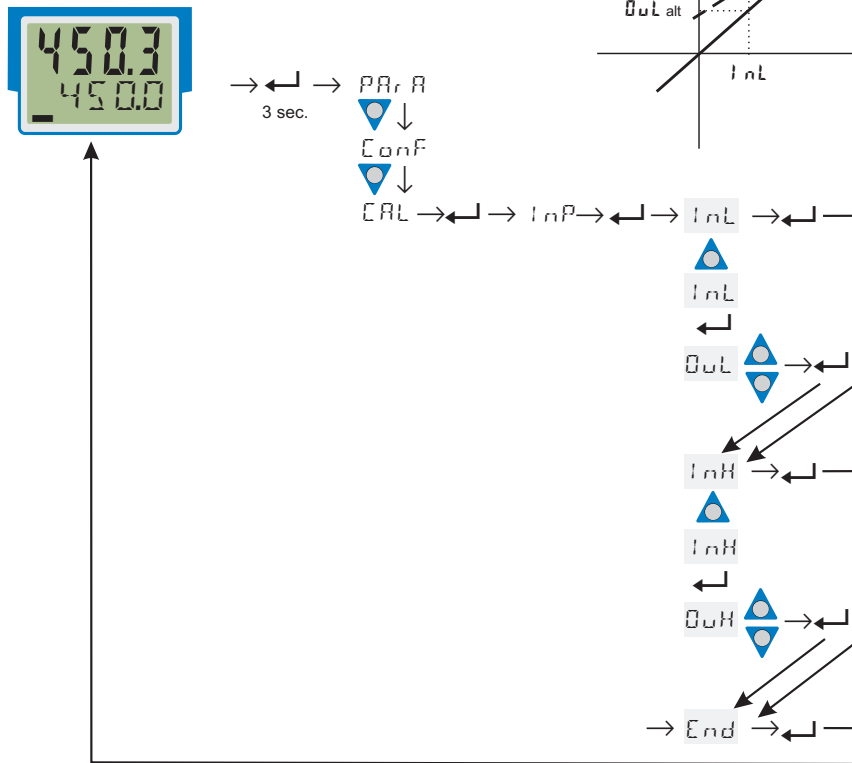 450.3
450.0
3 sec.
PArA
ConF
CAL
InP
InL
InL
OuL
InH
InH
OuH
End
OuL alt
InL